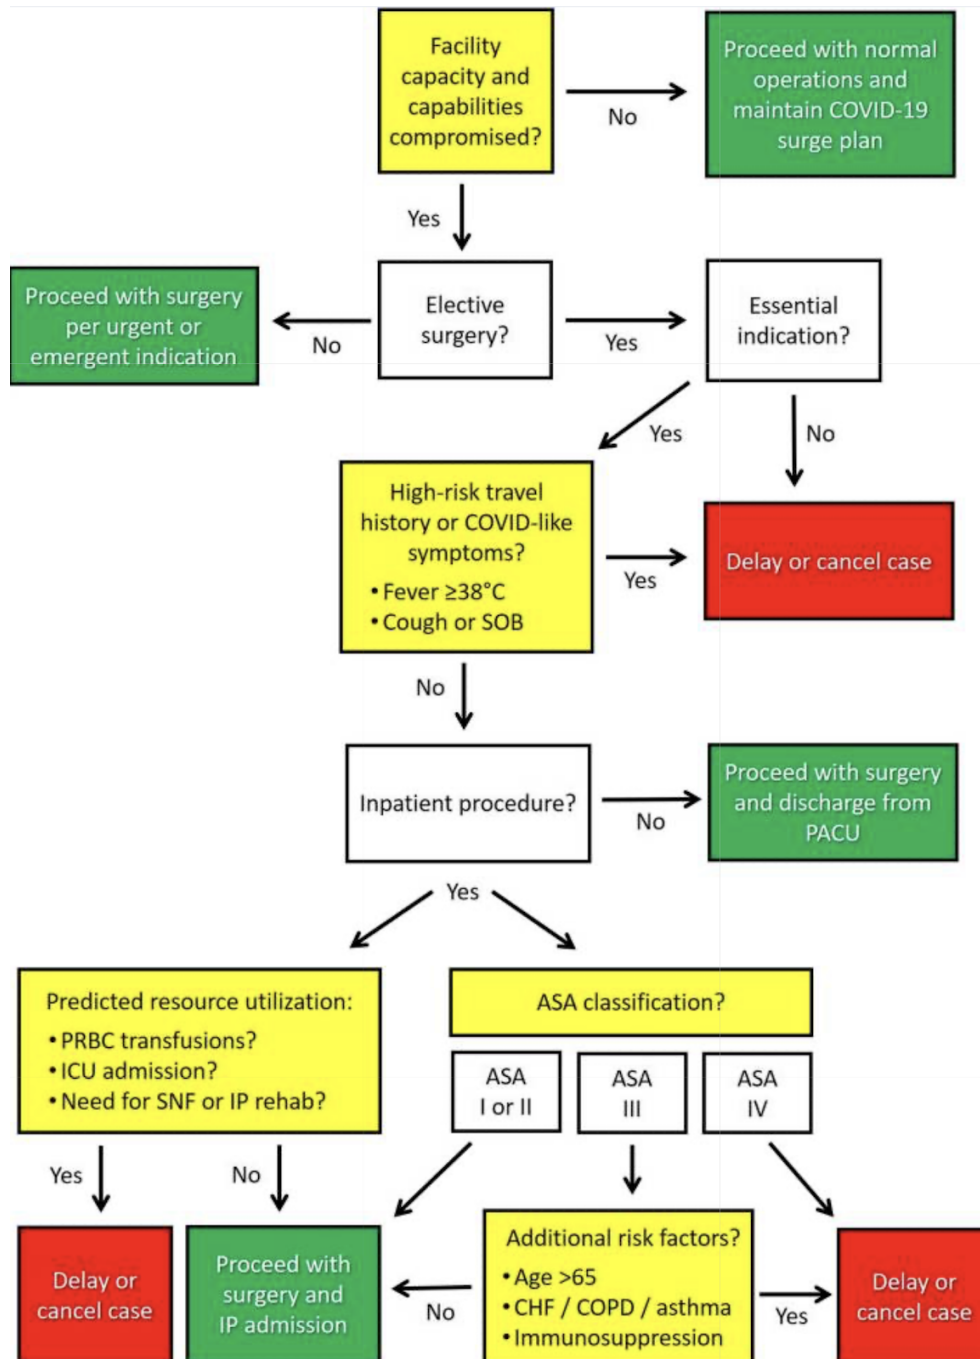 Facility
capacity and
capabilities
compromised?
No
Proceed with normal
operations and
maintain COVID-19
surge plan
Yes
Proceed with surgery
per urgent or
emergent indication
No
Elective
surgery?
Yes
Essential
indication?
Yes
No
High-risk travel
history or COVID-like
symptoms?
• Fever ≥38°C
• Cough or SOB
Yes
Delay or cancel case
No
Inpatient procedure?
No
Proceed with surgery
and discharge from
PACU
Yes
Predicted resource utilization:
• PRBC transfusions?
• ICU admission?
• Need for SNF or IP rehab?
ASA classification?
ASA
I or II
ASA
III
ASA
IV
Yes
No
Delay or
cancel case
Proceed with
surgery and
IP admission
No
Additional risk factors?
• Age >65
• CHF / COPD / asthma
• Immunosuppression
Yes
Delay or
cancel case